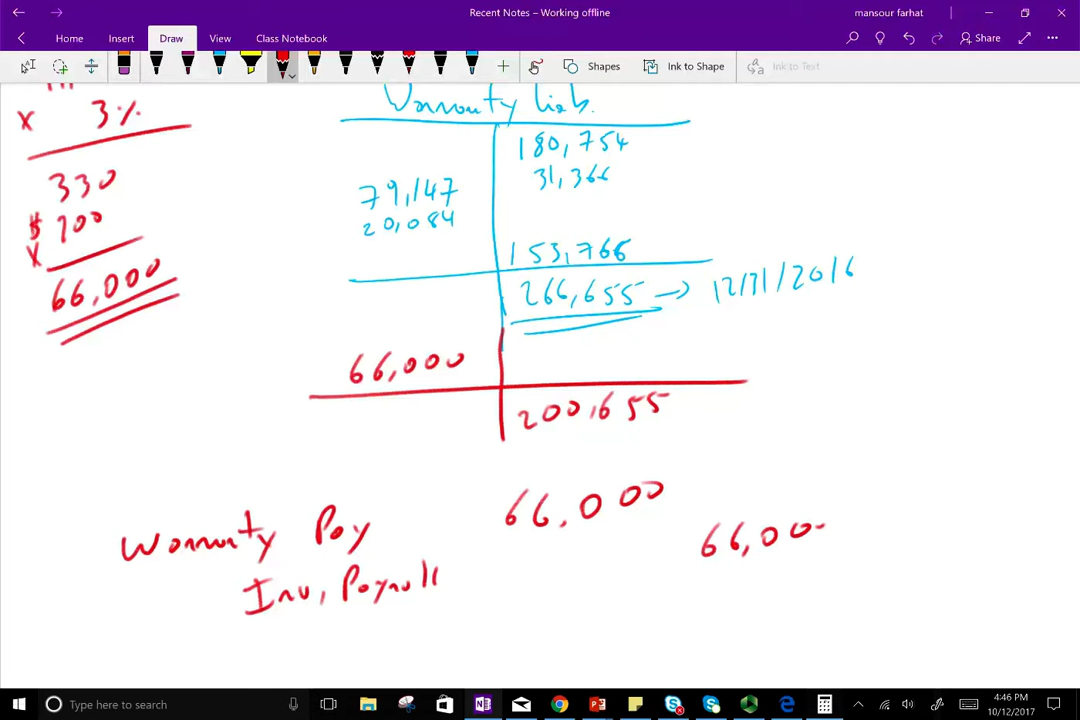 Recent Notes – Working offline
mansour farhat
Home Insert Draw View Class Notebook
Share
Shapes Ink to Shape Ink to Text
x 3%
330
$ 200
x
66,000
Warranty Liab.
180,754
31,366
79,147
20,084
153,766
266,655 → 12/31/2016
66,000
200,655
Warranty Pay 66,000
Inv, Payroll 66,000
Type here to search
4:46 PM
10/12/2017